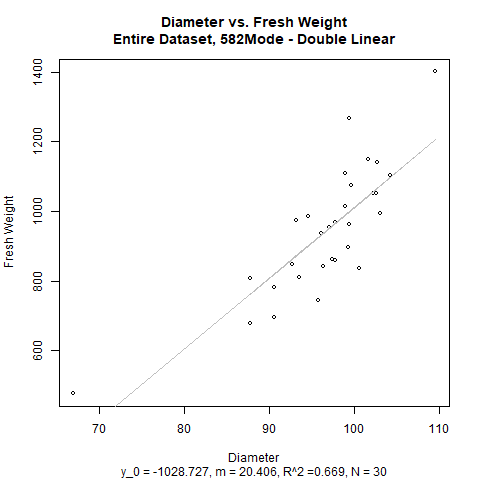 Diameter vs. Fresh Weight
Entire Dataset, 582Mode - Double Linear
Fresh Weight
1400
1200
1000
800
600
70 80 90 100 110
Diameter
y_0 = -1028.727, m = 20.406, R^2 =0.669, N = 30